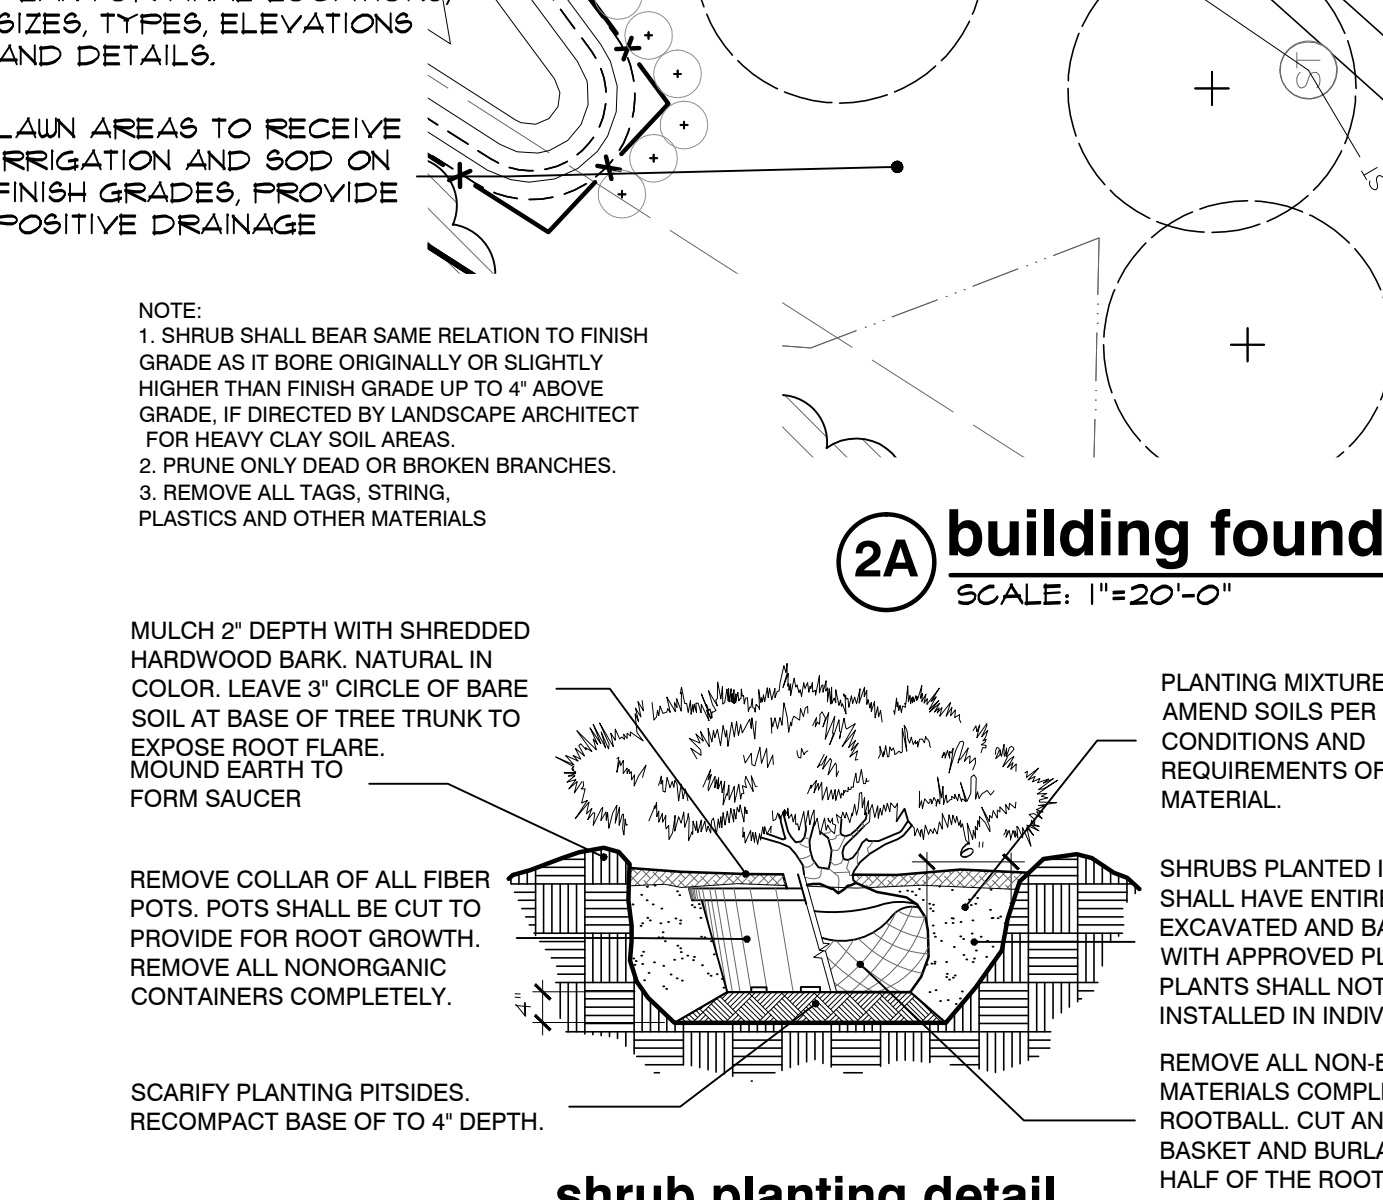 SIZES, TYPES, ELEVATIONS
AND DETAILS.
LAWN AREAS TO RECEIVE
IRRIGATION AND SOD ON
FINISH GRADES, PROVIDE
POSITIVE DRAINAGE
ST
ST
NOTE:
1. SHRUB SHALL BEAR SAME RELATION TO FINISH
GRADE AS IT BORE ORIGINALLY OR SLIGHTLY
HIGHER THAN FINISH GRADE UP TO 4" ABOVE
GRADE, IF DIRECTED BY LANDSCAPE ARCHITECT
FOR HEAVY CLAY SOIL AREAS.
2. PRUNE ONLY DEAD OR BROKEN BRANCHES.
3. REMOVE ALL TAGS, STRING,
PLASTICS AND OTHER MATERIALS
2A building found
SCALE: 1"=20'-0"
MULCH 2" DEPTH WITH SHREDDED
HARDWOOD BARK. NATURAL IN
COLOR. LEAVE 3" CIRCLE OF BARE
SOIL AT BASE OF TREE TRUNK TO
EXPOSE ROOT FLARE.
MOUND EARTH TO
FORM SAUCER
REMOVE COLLAR OF ALL FIBER
POTS. POTS SHALL BE CUT TO
PROVIDE FOR ROOT GROWTH.
REMOVE ALL NONORGANIC
CONTAINERS COMPLETELY.
4"
SCARIFY PLANTING PITSIDES.
RECOMPACT BASE OF TO 4" DEPTH.
6"
PLANTING MIXTURE
AMEND SOILS PER
CONDITIONS AND
REQUIREMENTS OF
MATERIAL.
SHRUBS PLANTED I
SHALL HAVE ENTIRE
EXCAVATED AND BA
WITH APPROVED PL
PLANTS SHALL NOT
INSTALLED IN INDIV
REMOVE ALL NON-B
MATERIALS COMPL
ROOTBALL. CUT AN
BASKET AND BURLA
HALF OF THE ROOT
shrub planting detail